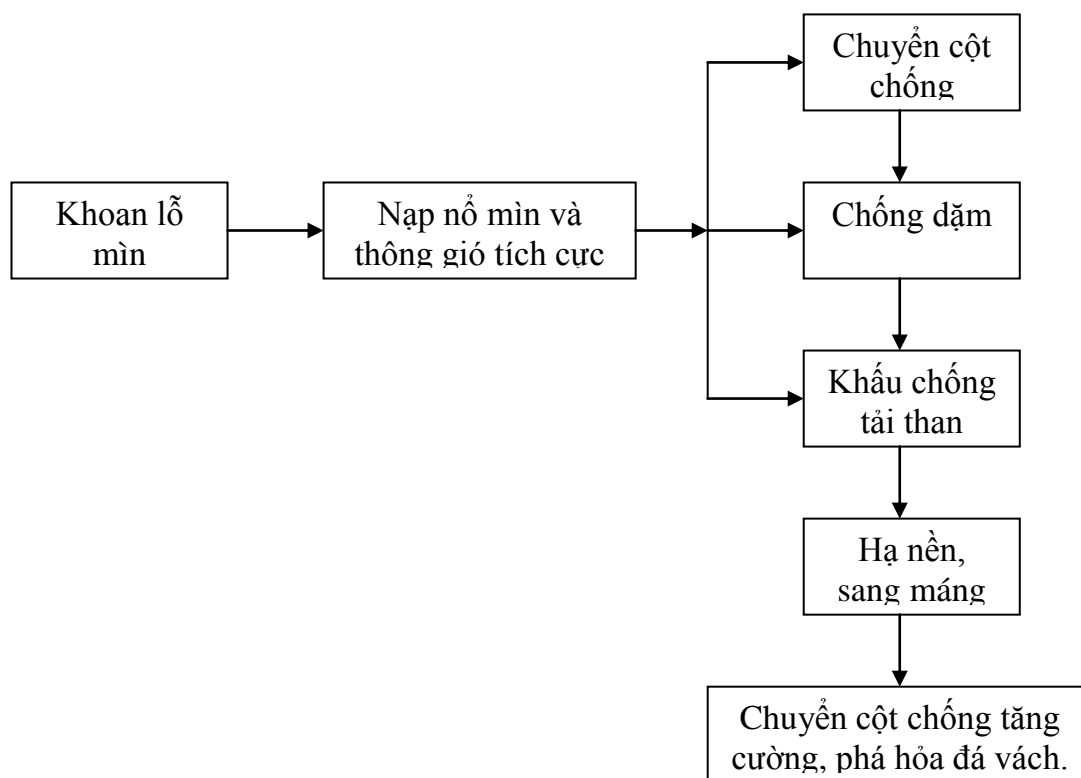 Chuyển cột
chống
Khoan lỗ
mìn
Nạp nổ mìn và
thông gió tích cực
Chống dặm
Khấu chống
tải than
Hạ nền,
sang máng
Chuyển cột chống tăng
cường, phá hỏa đá vách.